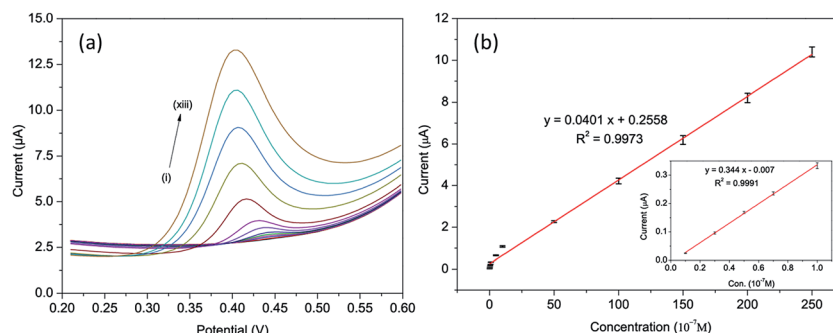 (a)
15.0
12.5
10.0
7.5
5.0
2.5
0.0
Current (µA)
(xiii)
(i)
0.20 0.25 0.30 0.35 0.40 0.45 0.50 0.55 0.60
Potential (V)
(b)
12
10
8
6
4
2
0
Current (µA)
y = 0.0401 x + 0.2558
R² = 0.9973
0 50 100 150 200 250
Concentration (10⁻⁷M)
y = 0.344 x - 0.007
R² = 0.9991
0.3
0.2
0.1
0.0
Current (µA)
0.0 0.2 0.4 0.6 0.8 1.0
Con. (10⁻⁷M)